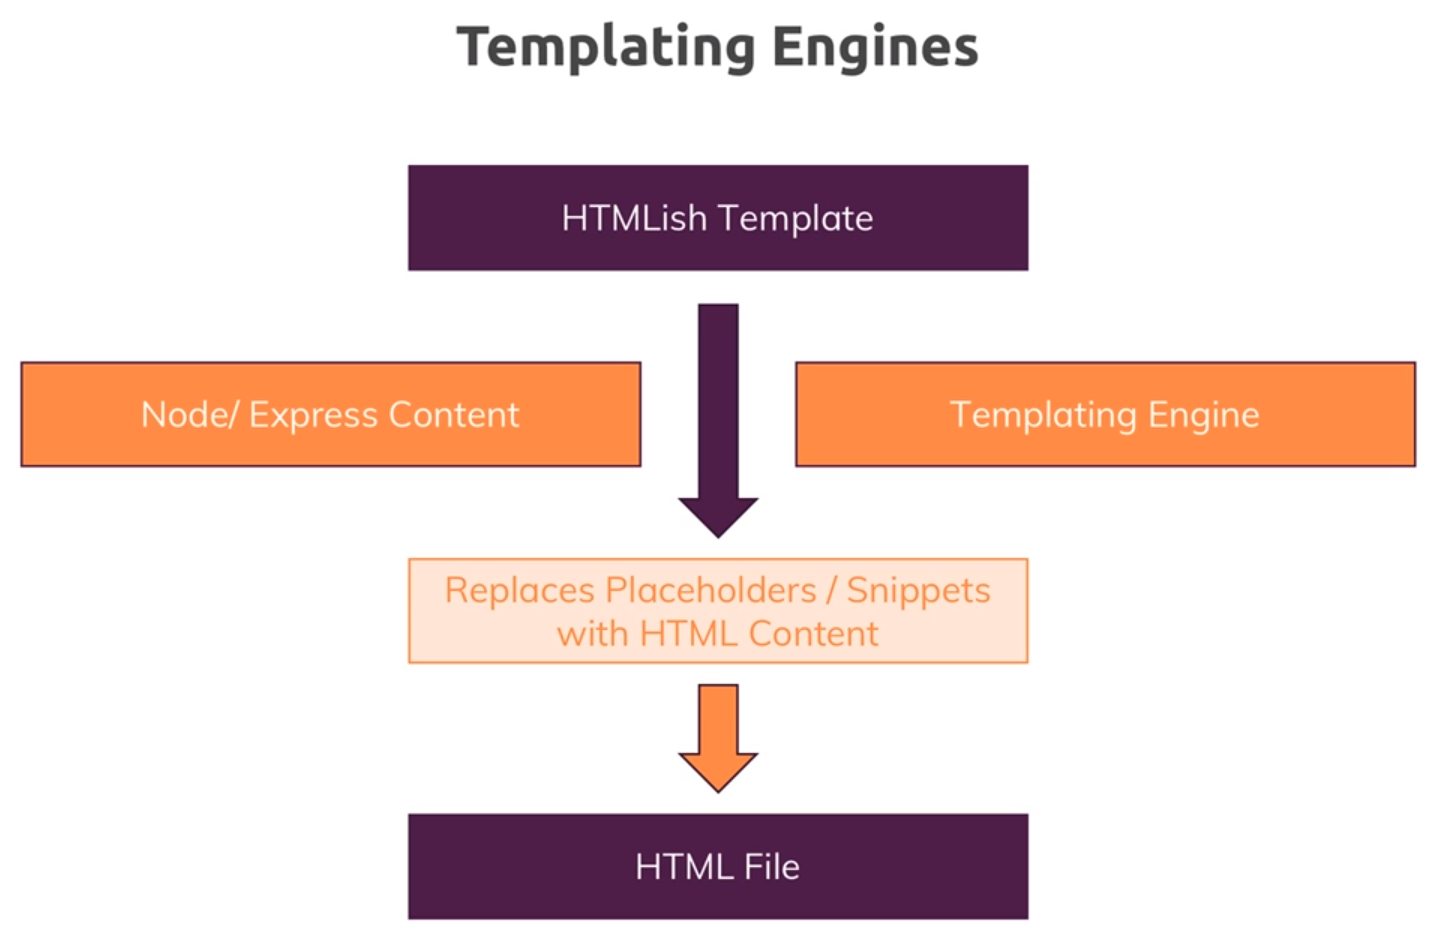 Templating Engines
HTMLish Template
Node/ Express Content
Templating Engine
Replaces Placeholders / Snippets
with HTML Content
HTML File